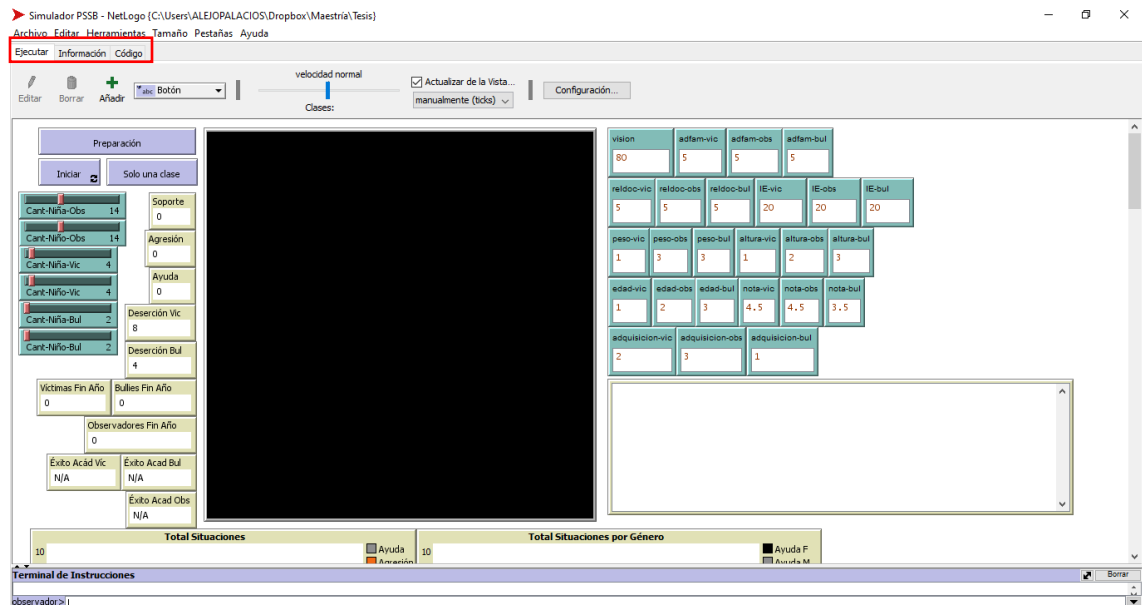 Simulador PSSB - NetLogo {C:\Users\ALEJOPALACIOS\Dropbox\Maestría\Tesis}
Archivo Editar Herramientas Tamaño Pestañas Ayuda
Ejecutar Información Código
velocidad normal
Editar Borrar Añadir abc Botón
Clases:
Actualizar de la Vista...
manualmente (ticks)
Configuración...
Preparación
Iniciar Solo una clase
Cant-Niña-Obs 14
Cant-Niño-Obs 14
Cant-Niña-Vic 4
Cant-Niño-Vic 4
Cant-Niña-Bul 2
Cant-Niño-Bul 2
Soporte
0
Agresión
0
Ayuda
0
Deserción Vic
8
Deserción Bul
4
Víctimas Fin Año Bullies Fin Año
0 0
Observadores Fin Año
0
Éxito Acád Vic Éxito Acad Bul
N/A N/A
Éxito Acad Obs
N/A
vision adfam-vic adfam-obs adfam-bul
80 5 5 5
reldoc-vic reldoc-obs reldoc-bul IE-vic IE-obs IE-bul
5 5 5 20 20 20
peso-vic peso-obs peso-bul altura-vic altura-obs altura-bul
1 3 3 1 2 3
edad-vic edad-obs edad-bul nota-vic nota-obs nota-bul
1 2 3 4.5 4.5 3.5
adquisicion-vic adquisicion-obs adquisicion-bul
2 3 1
Total Situaciones
10
Ayuda
Agresión
Total Situaciones por Género
10
Ayuda F
Ayuda M
Terminal de Instrucciones Borrar
observador>